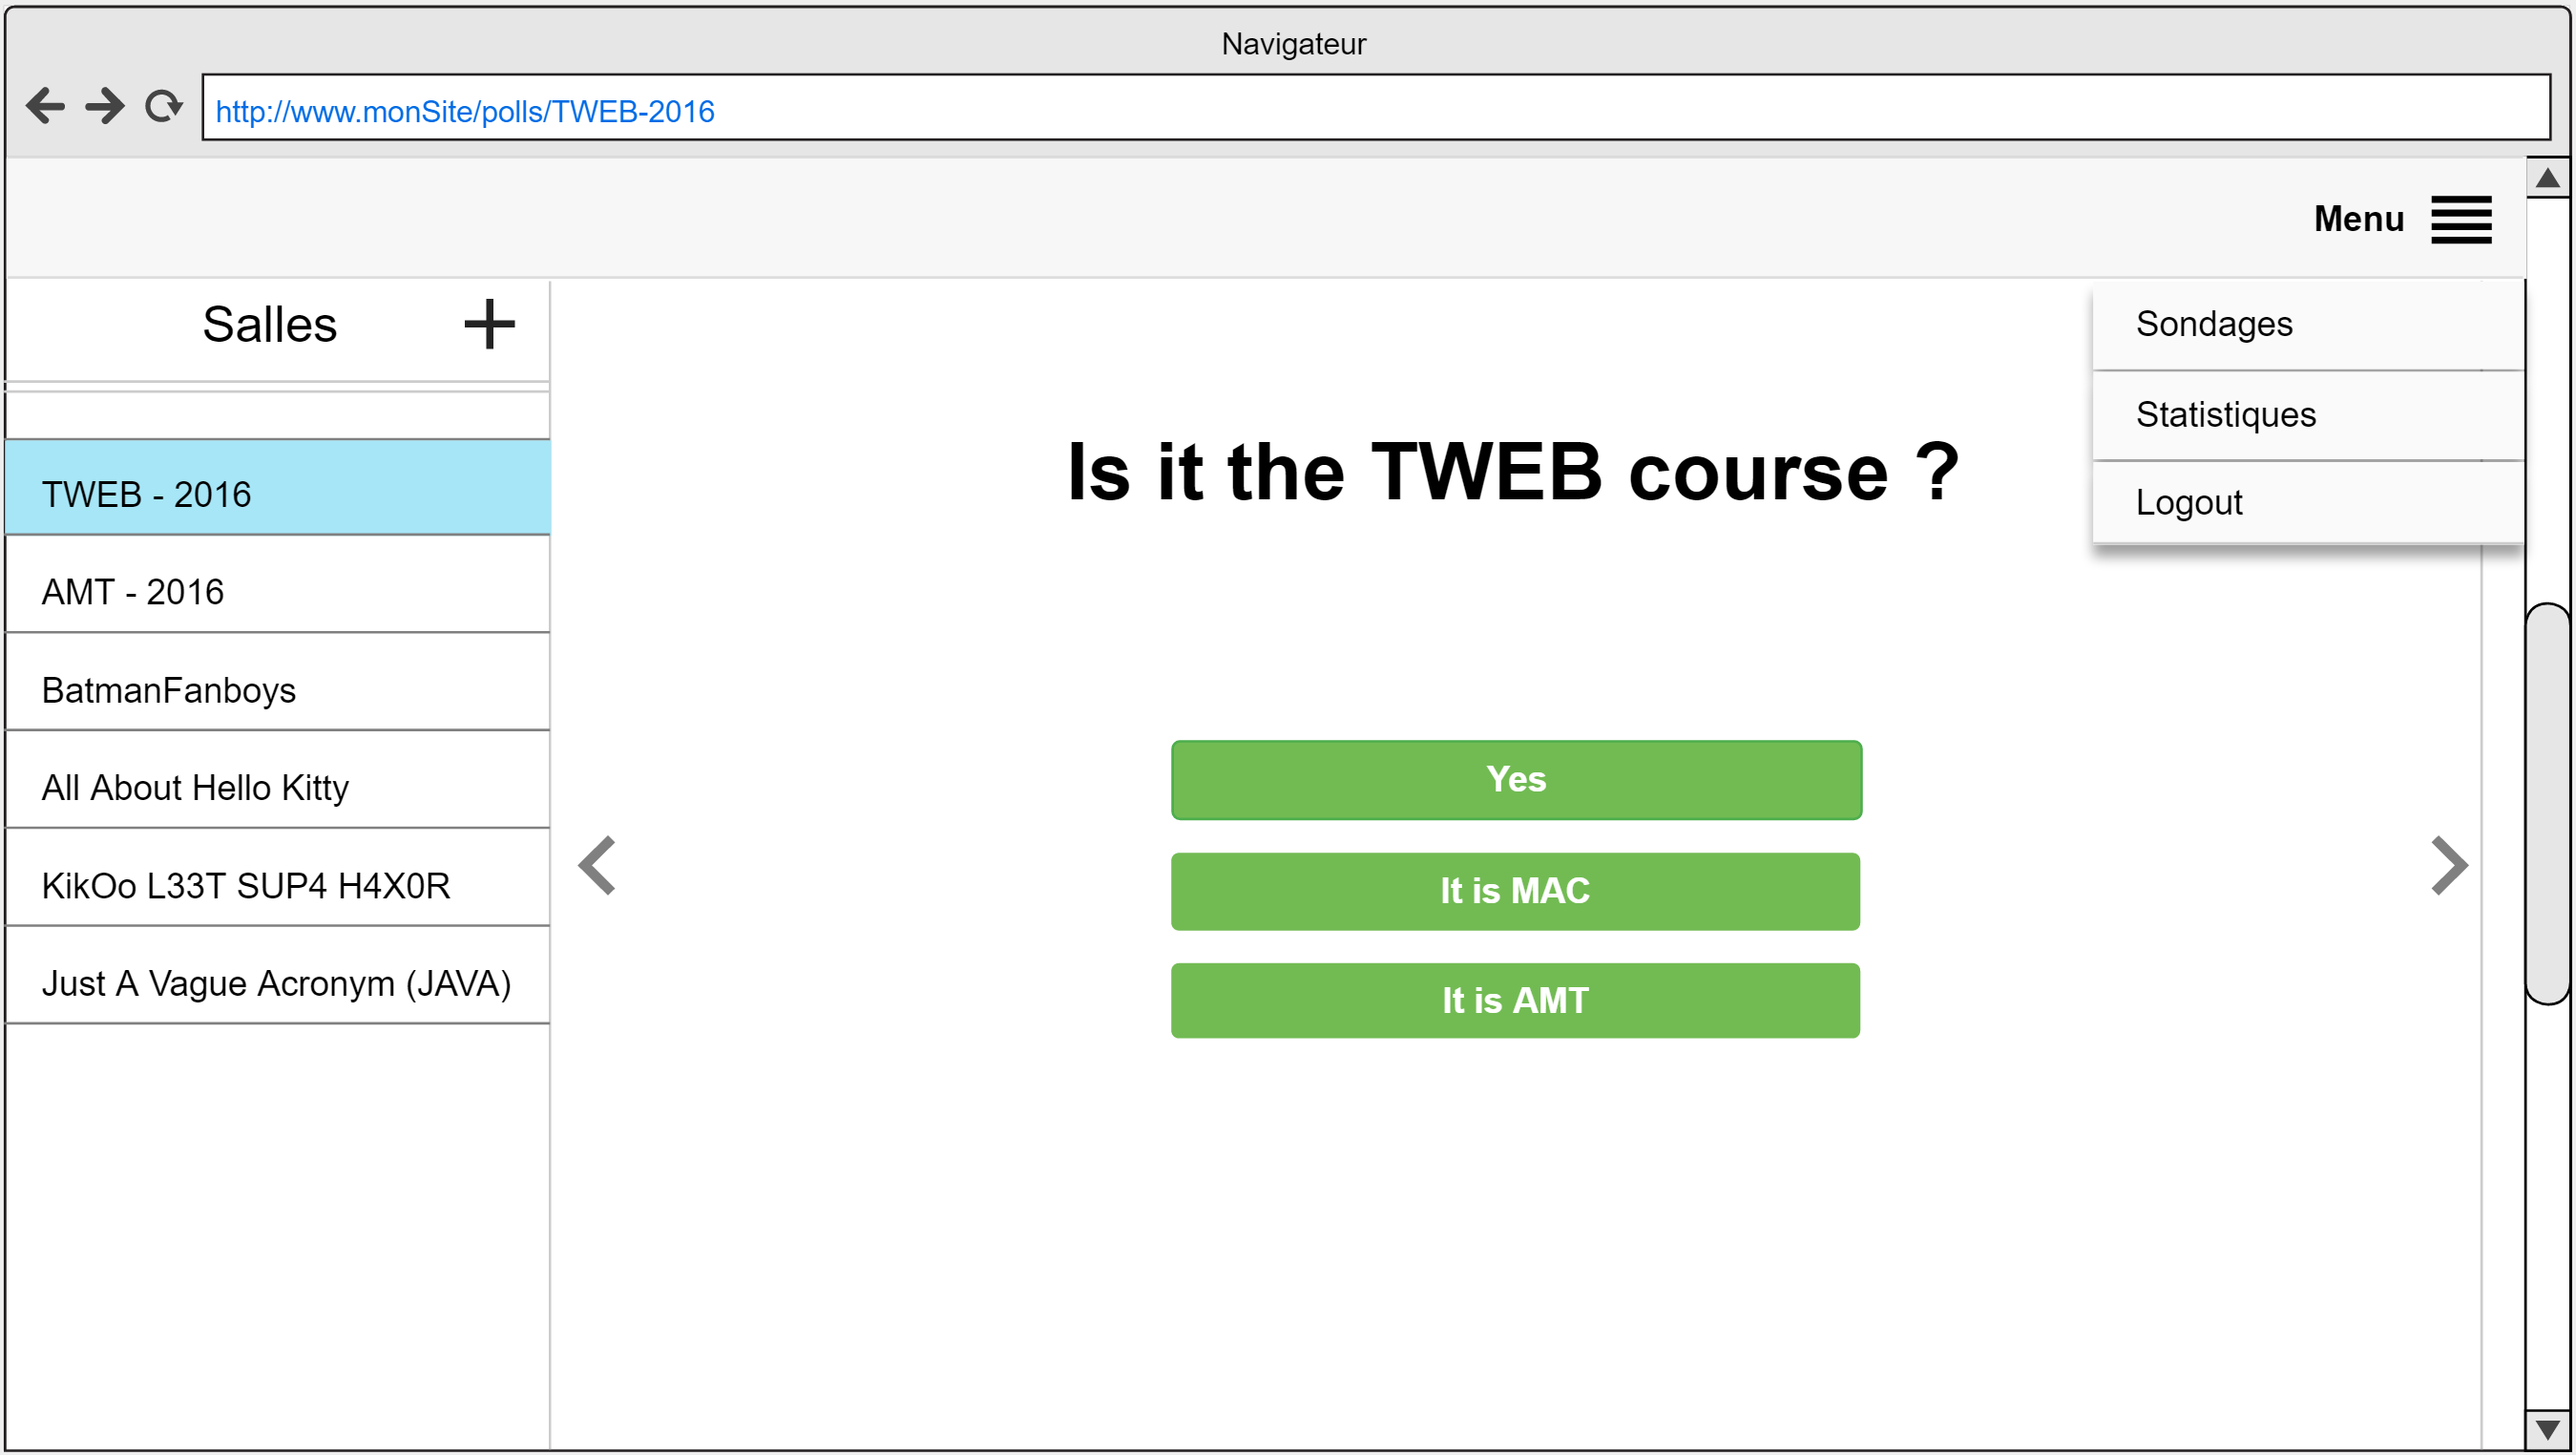 Navigateur
http://www.monSite/polls/TWEB-2016
Menu
Salles
Sondages
Statistiques
Logout
TWEB - 2016
AMT - 2016
BatmanFanboys
All About Hello Kitty
KikOo L33T SUP4 H4X0R
Just A Vague Acronym (JAVA)
Is it the TWEB course ?
Yes
It is MAC
It is AMT